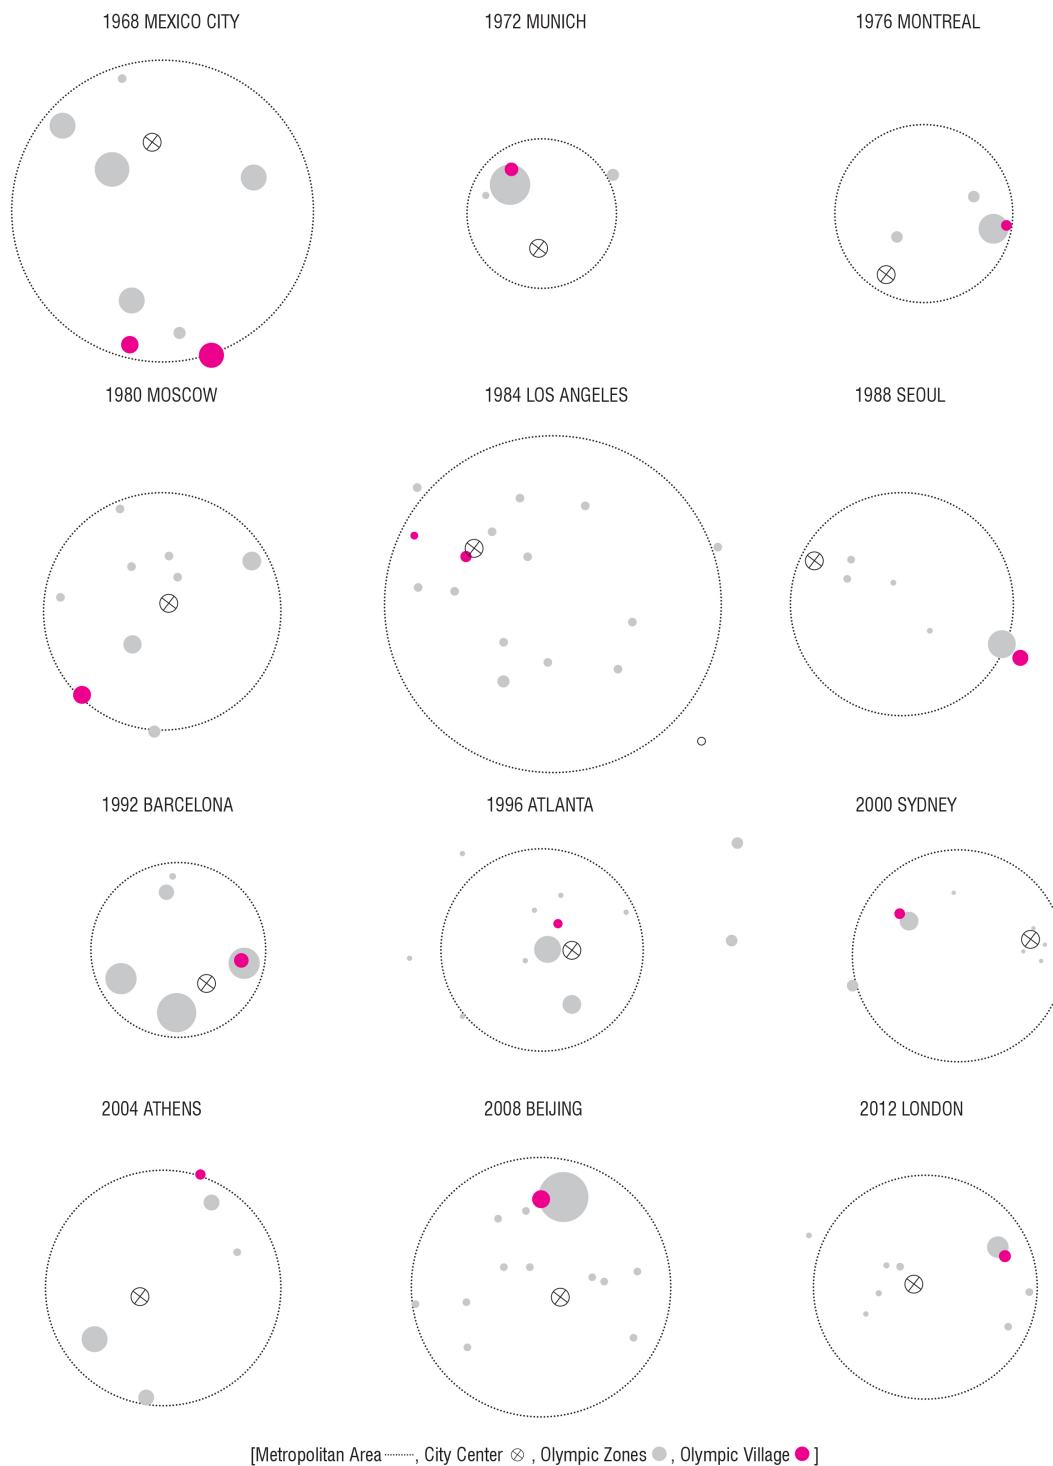 1968 MEXICO CITY
1972 MUNICH
1976 MONTREAL
1980 MOSCOW
1984 LOS ANGELES
1988 SEOUL
1992 BARCELONA
1996 ATLANTA
2000 SYDNEY
2004 ATHENS
2008 BEIJING
2012 LONDON
[Metropolitan Area , City Center , Olympic Zones , Olympic Village ]